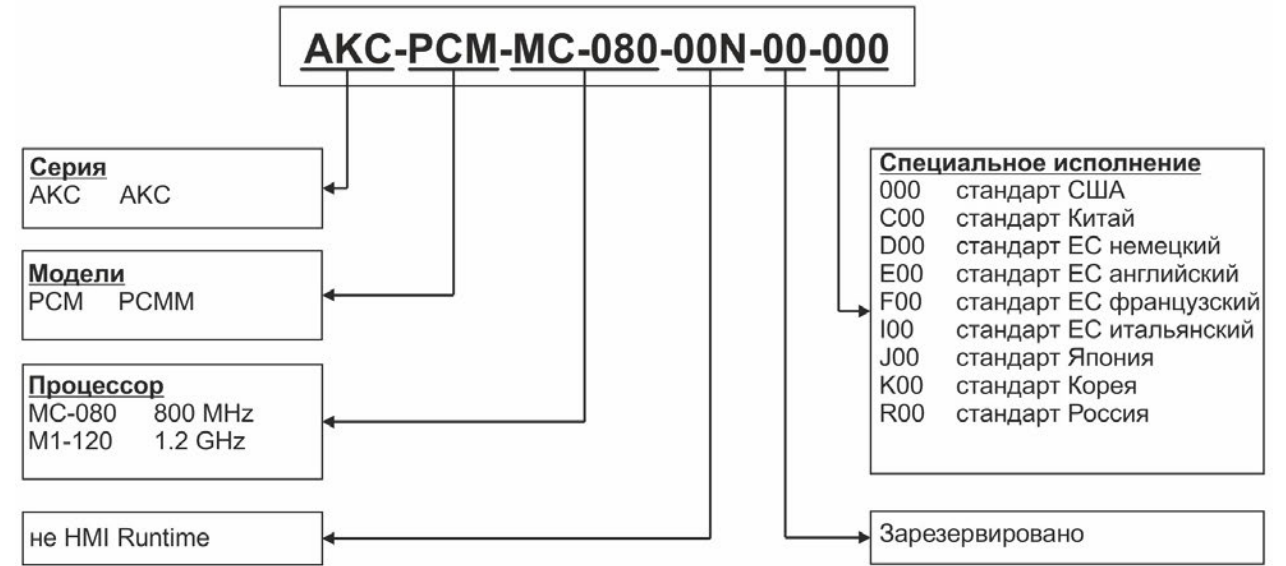 AKC-PCM-MC-080-00N-00-000
Серия
AKC AKC
Модели
PCM PCMM
Процессор
MC-080 800 MHz
M1-120 1.2 GHz
не HMI Runtime
Специальное исполнение
000 стандарт США
C00 стандарт Китай
D00 стандарт ЕС немецкий
E00 стандарт ЕС английский
F00 стандарт ЕС французский
I00 стандарт ЕС итальянский
J00 стандарт Япония
K00 стандарт Корея
R00 стандарт Россия
Зарезервировано